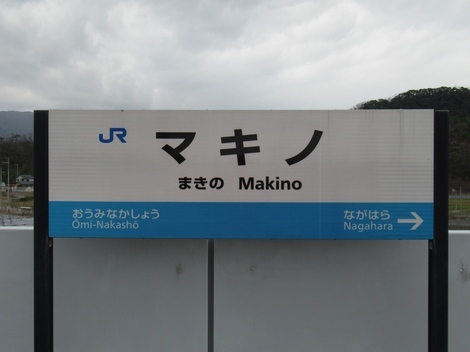 JR マキノ
まきの Makino
おうみなかしょう ながはら
Ōmi-Nakashō Nagahara